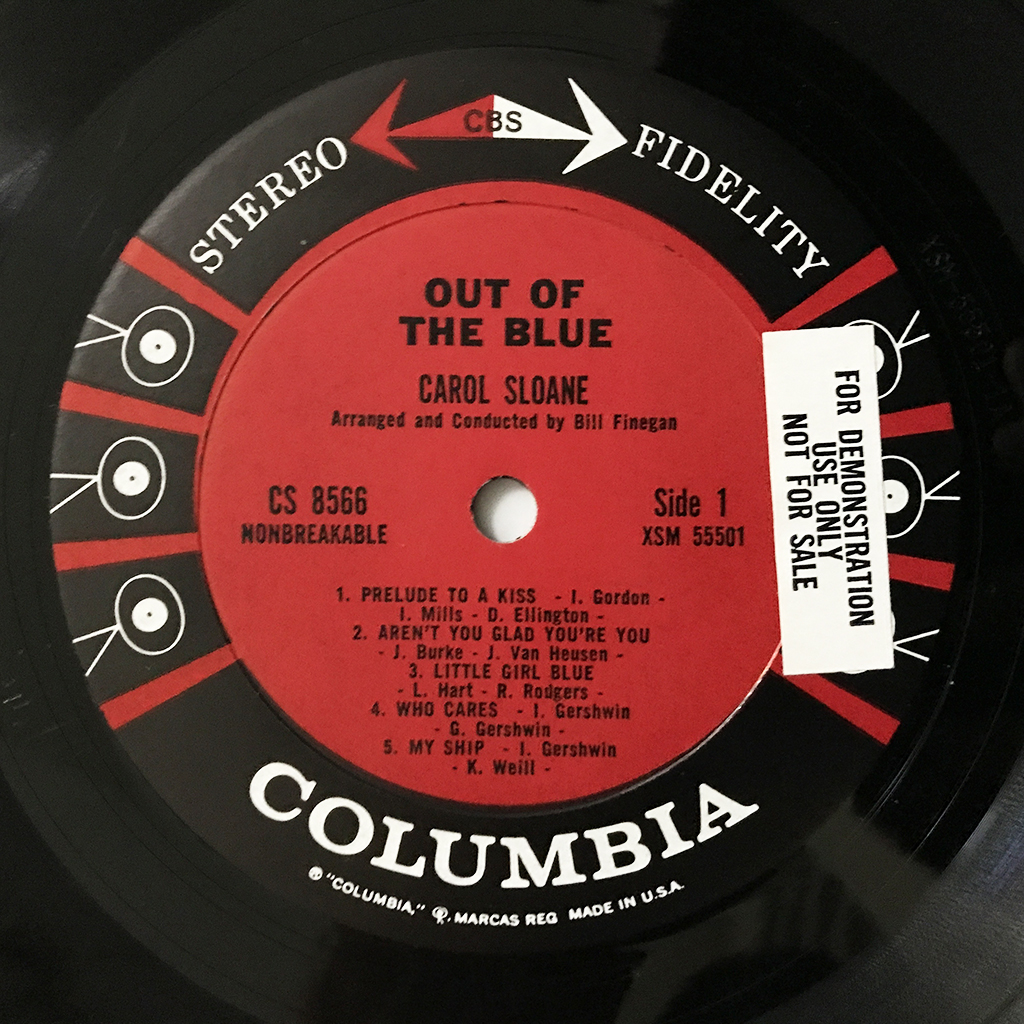 CBS
STEREO FIDELITY
OUT OF
THE BLUE
CAROL SLOANE
Arranged and Conducted by Bill Finegan
CS 8566
NONBREAKABLE
Side 1
XSM 55501
1. PRELUDE TO A KISS - I. Gordon -
I. Mills - D. Ellington -
2. AREN'T YOU GLAD YOU'RE YOU
- J. Burke - J. Van Heusen -
3. LITTLE GIRL BLUE
- L. Hart - R. Rodgers -
4. WHO CARES - I. Gershwin
- G. Gershwin -
5. MY SHIP - I. Gershwin
- K. Weill -
FOR DEMONSTRATION
USE ONLY
NOT FOR SALE
COLUMBIA
"COLUMBIA," MARCAS REG MADE IN U.S.A.